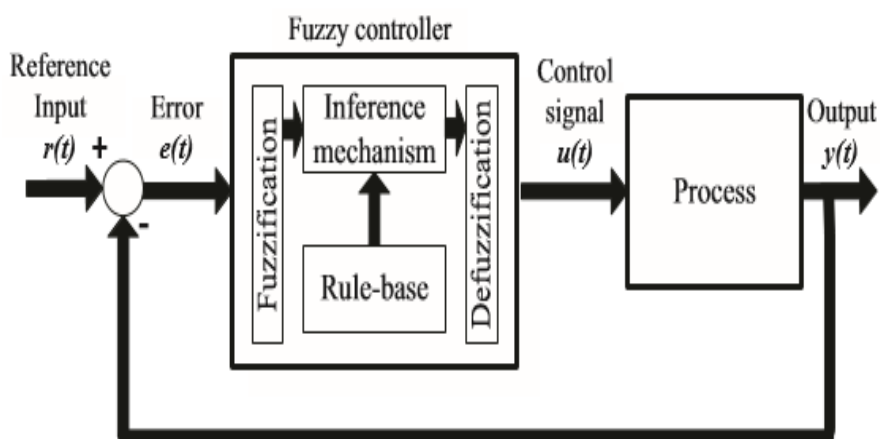 Fuzzy controller
Reference
Input
r(t)
+
-
Error
e(t)
Fuzzification
Inference
mechanism
Rule-base
Defuzzification
Control
signal
u(t)
Process
Output
y(t)